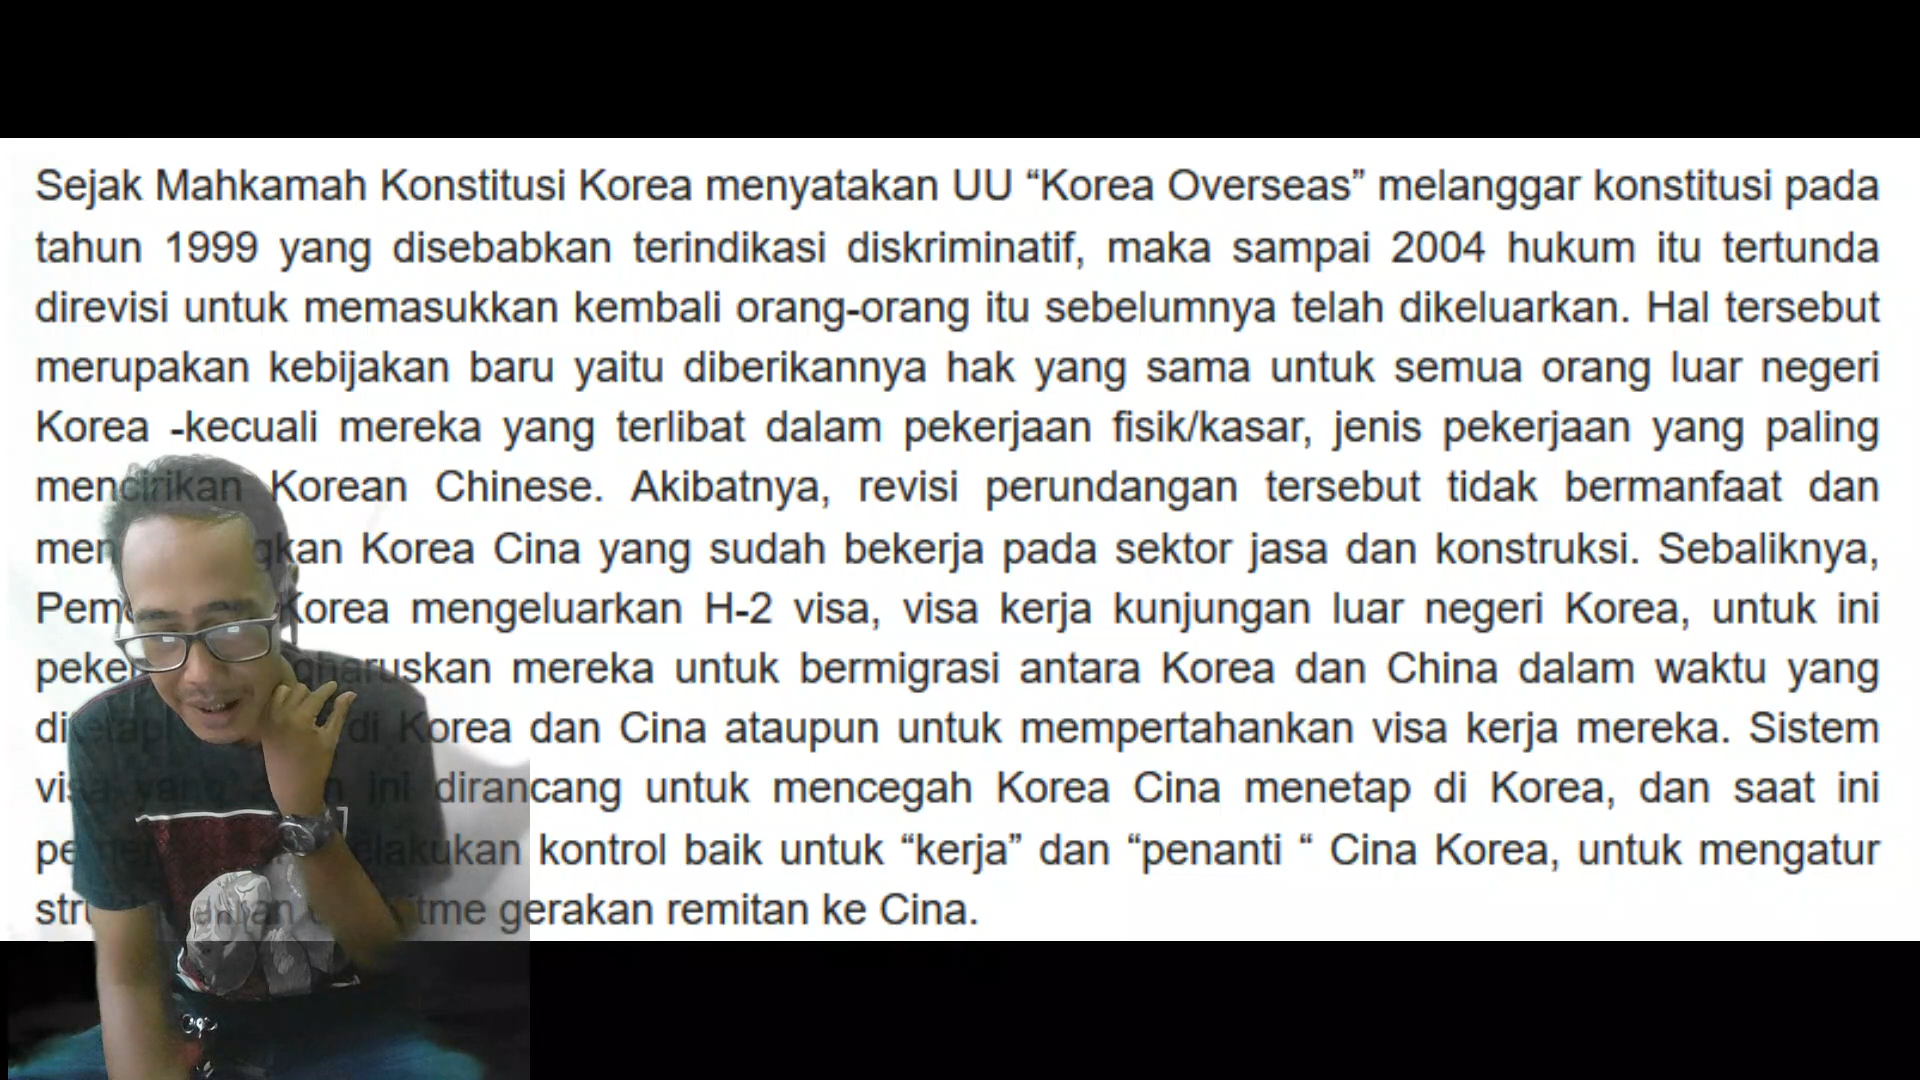 Sejak Mahkamah Konstitusi Korea menyatakan UU “Korea Overseas” melanggar konstitusi pada
tahun 1999 yang disebabkan terindikasi diskriminatif, maka sampai 2004 hukum itu tertunda
direvisi untuk memasukkan kembali orang-orang itu sebelumnya telah dikeluarkan. Hal tersebut
merupakan kebijakan baru yaitu diberikannya hak yang sama untuk semua orang luar negeri
Korea -kecuali mereka yang terlibat dalam pekerjaan fisik/kasar, jenis pekerjaan yang paling
mencirikan Korean Chinese. Akibatnya, revisi perundangan tersebut tidak bermanfaat dan
Korea Cina yang sudah bekerja pada sektor jasa dan konstruksi. Sebaliknya,
Korea mengeluarkan H-2 visa, visa kerja kunjungan luar negeri Korea, untuk ini
mereka untuk bermigrasi antara Korea dan China dalam waktu yang
di Korea dan Cina ataupun untuk mempertahankan visa kerja mereka. Sistem
visa yang ini dirancang untuk mencegah Korea Cina menetap di Korea, dan saat ini
kontrol baik untuk “kerja” dan “penanti “ Cina Korea, untuk mengatur
gerakan remitan ke Cina.